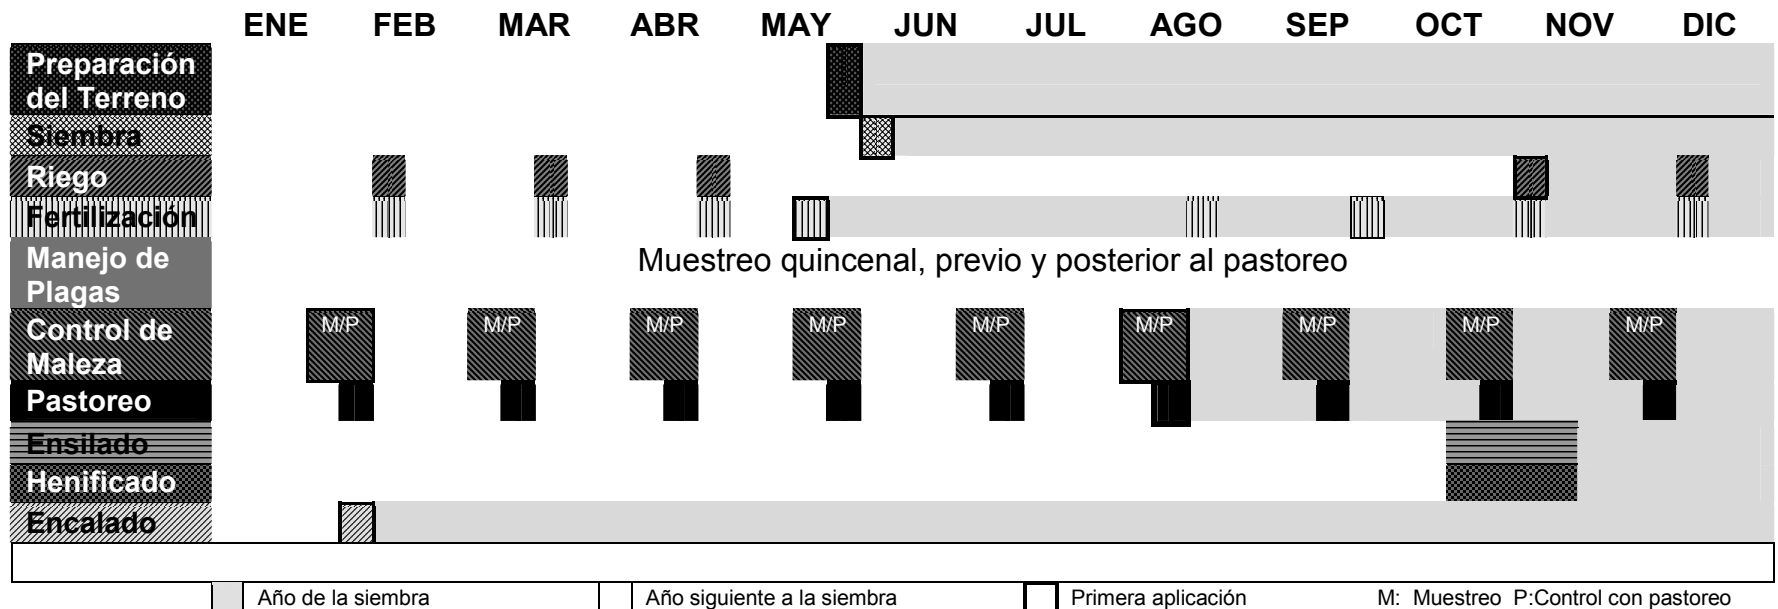 ENE FEB MAR ABR MAY JUN JUL AGO SEP OCT NOV DIC
Preparación
del Terreno
Siembra
Riego
Fertilización
Manejo de
Plagas
Muestreo quincenal, previo y posterior al pastoreo
Control de
Maleza
M/P M/P M/P M/P M/P M/P M/P M/P M/P
Pastoreo
Ensilado
Henificado
Encalado
Año de la siembra Año siguiente a la siembra Primera aplicación M: Muestreo P:Control con pastoreo